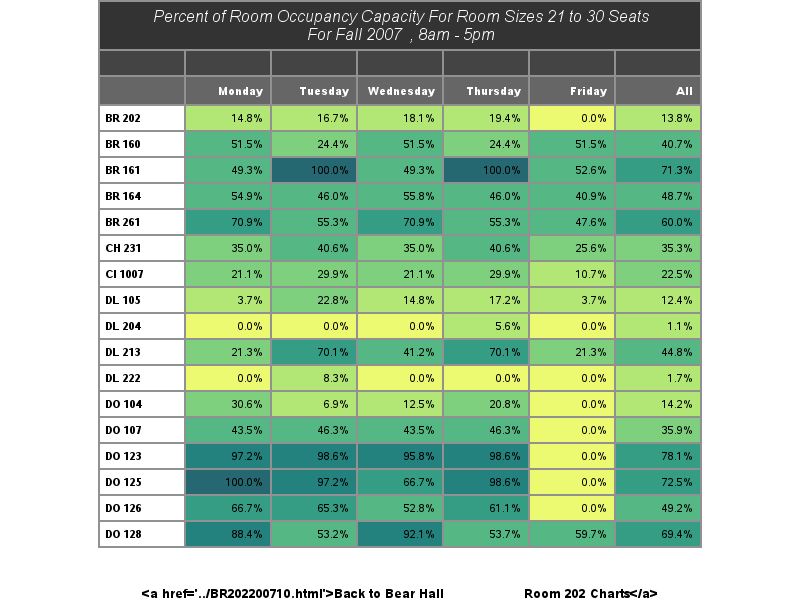 Percent of Room Occupancy Capacity For Room Sizes 21 to 30 Seats
For Fall 2007 , 8am - 5pm
Monday Tuesday Wednesday Thursday Friday All
BR 202 14.8% 16.7% 18.1% 19.4% 0.0% 13.8%
BR 160 51.5% 24.4% 51.5% 24.4% 51.5% 40.7%
BR 161 49.3% 100.0% 49.3% 100.0% 52.6% 71.3%
BR 164 54.9% 46.0% 55.8% 46.0% 40.9% 48.7%
BR 261 70.9% 55.3% 70.9% 55.3% 47.6% 60.0%
CH 231 35.0% 40.6% 35.0% 40.6% 25.6% 35.3%
CI 1007 21.1% 29.9% 21.1% 29.9% 10.7% 22.5%
DL 105 3.7% 22.8% 14.8% 17.2% 3.7% 12.4%
DL 204 0.0% 0.0% 0.0% 5.6% 0.0% 1.1%
DL 213 21.3% 70.1% 41.2% 70.1% 21.3% 44.8%
DL 222 0.0% 8.3% 0.0% 0.0% 0.0% 1.7%
DO 104 30.6% 6.9% 12.5% 20.8% 0.0% 14.2%
DO 107 43.5% 46.3% 43.5% 46.3% 0.0% 35.9%
DO 123 97.2% 98.6% 95.8% 98.6% 0.0% 78.1%
DO 125 100.0% 97.2% 66.7% 98.6% 0.0% 72.5%
DO 126 66.7% 65.3% 52.8% 61.1% 0.0% 49.2%
DO 128 88.4% 53.2% 92.1% 53.7% 59.7% 69.4%
<a href='../BR202200710.html'>Back to Bear Hall Room 202 Charts</a>